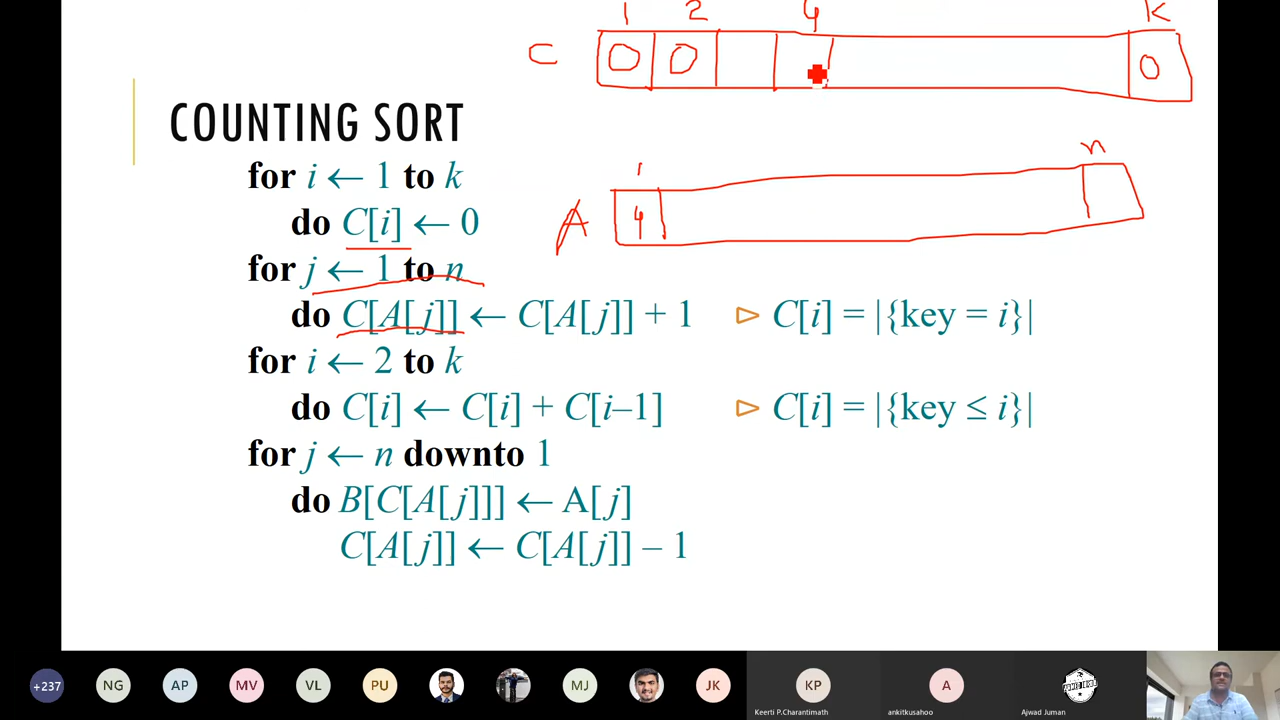 1 2 4 k
C 0 0 0
COUNTING SORT
n
1
A 4
for i ← 1 to k
do C[i] ← 0
for j ← 1 to n
do C[A[j]] ← C[A[j]] + 1 ⊳ C[i] = |{key = i}|
for i ← 2 to k
do C[i] ← C[i] + C[i–1] ⊳ C[i] = |{key ≤ i}|
for j ← n downto 1
do B[C[A[j]]] ← A[j]
C[A[j]] ← C[A[j]] – 1
+237 NG AP MV VL PU MJ JK KP A
Keerti P.Charantimath ankitkusahoo Ajwad Juman